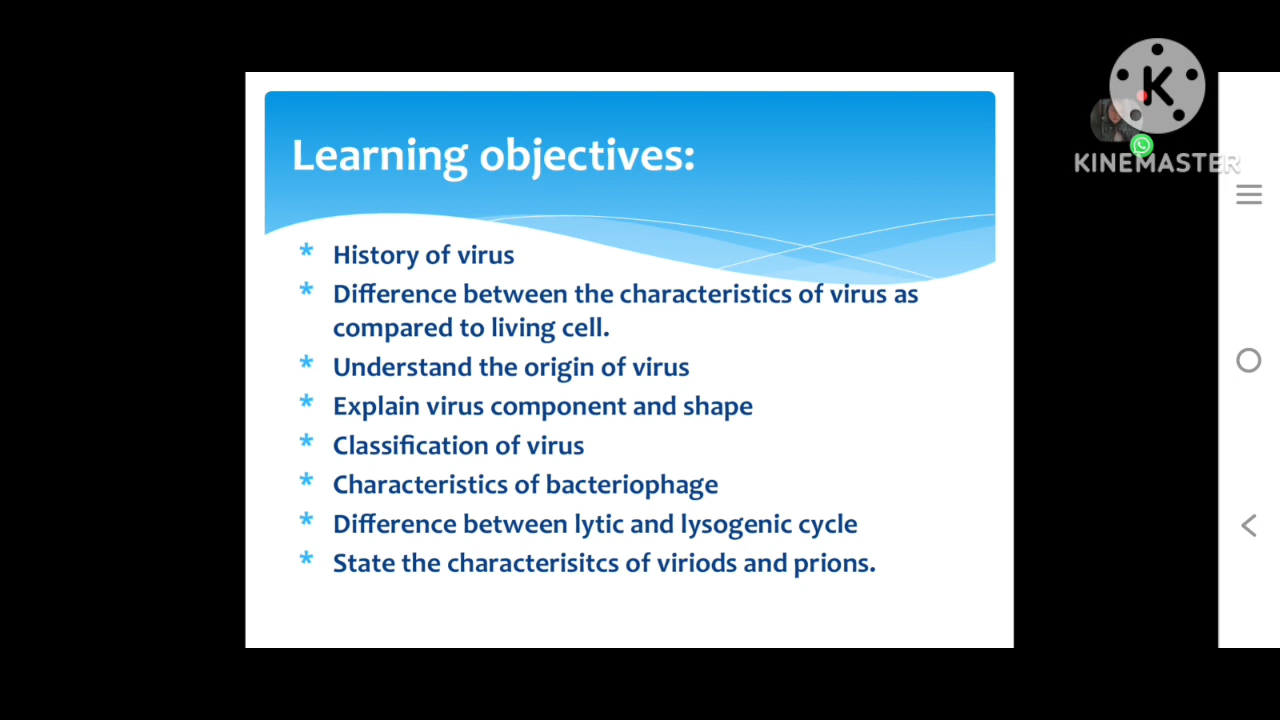 Learning objectives:
* History of virus
* Difference between the characteristics of virus as
compared to living cell.
* Understand the origin of virus
* Explain virus component and shape
* Classification of virus
* Characteristics of bacteriophage
* Difference between lytic and lysogenic cycle
* State the characterisitcs of viriods and prions.
K
KINEMASTER